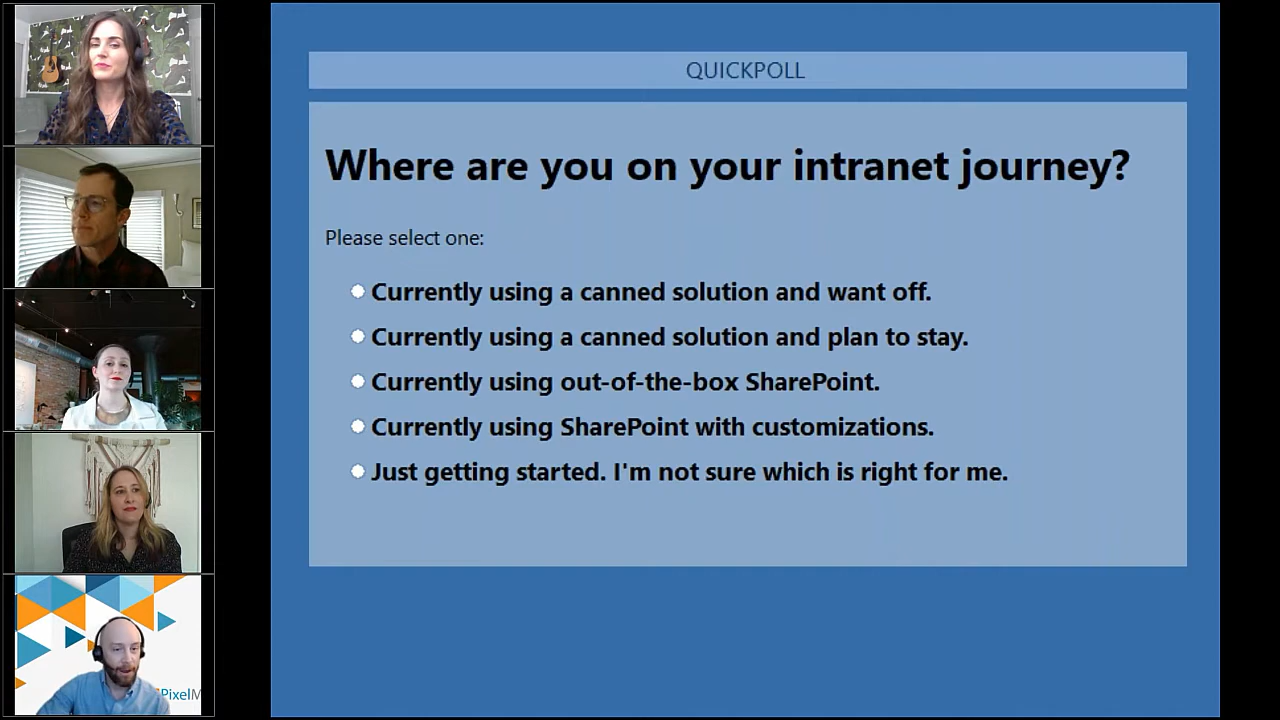 QUICKPOLL
Where are you on your intranet journey?
Please select one:
Currently using a canned solution and want off.
Currently using a canned solution and plan to stay.
Currently using out-of-the-box SharePoint.
Currently using SharePoint with customizations.
Just getting started. I'm not sure which is right for me.
PixelM